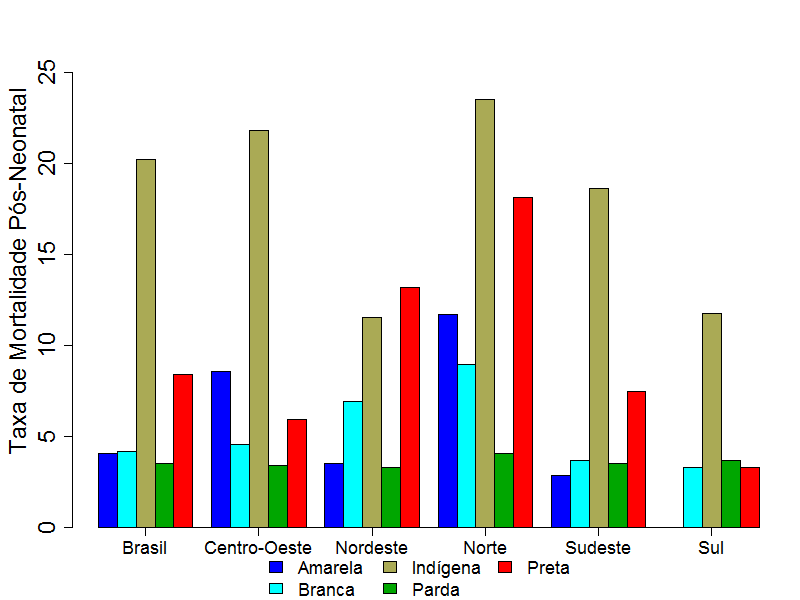 Taxa de Mortalidade Pós-Neonatal
25
20
15
10
5
0
Brasil Centro-Oeste Nordeste Norte Sudeste Sul
Amarela Indígena Preta
Branca Parda